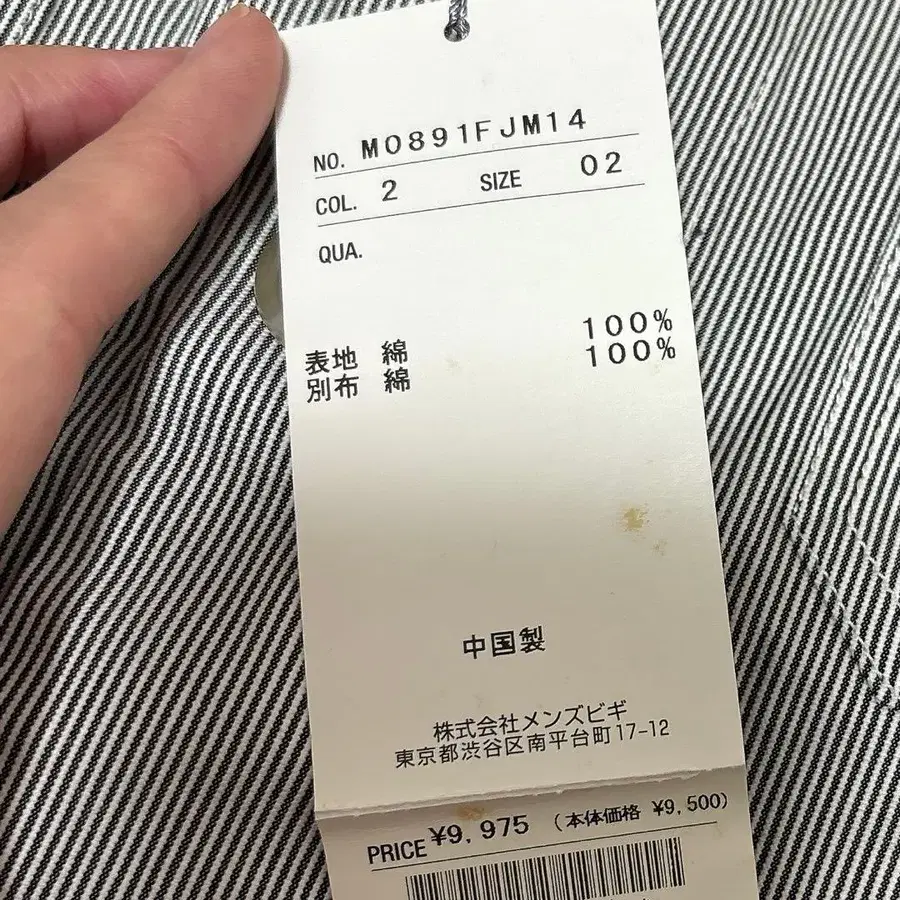 NO. M0891FJM14
COL. 2 SIZE 02
QUA.
表地 綿 100%
別布 綿 100%
中国製
株式会社メンズビギ
東京都渋谷区南平台町17-12
PRICE ¥9,975 (本体価格 ¥9,500)